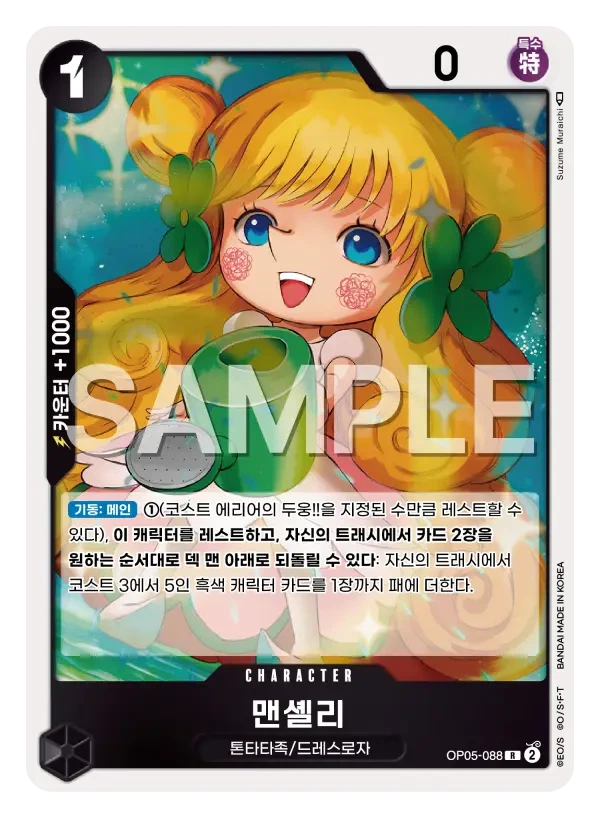 1
0
특수
特
Suzume Muraichi
카운터 +1000
SAMPLE
기동: 메인 ①(코스트 에리어의 두웅!!을 지정된 수만큼 레스트할 수
있다), 이 캐릭터를 레스트하고, 자신의 트래시에서 카드 2장을
원하는 순서대로 덱 맨 아래로 되돌릴 수 있다: 자신의 트래시에서
코스트 3에서 5인 흑색 캐릭터 카드를 1장까지 패에 더한다.
CHARACTER
맨셸리
톤타타족/드레스로자
OP05-088 R 2
©EO/S ©O/S·F·T BANDAI MADE IN KOREA